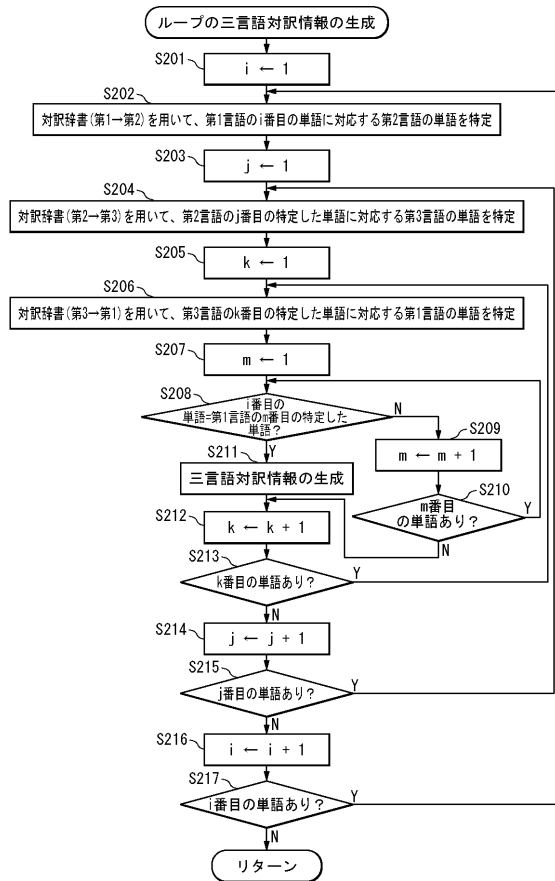 ループの三言語対訳情報の生成
S201
i ← 1
S202
対訳辞書(第1→第2)を用いて、第1言語のi番目の単語に対応する第2言語の単語を特定
S203
j ← 1
S204
対訳辞書(第2→第3)を用いて、第2言語のj番目の特定した単語に対応する第3言語の単語を特定
S205
k ← 1
S206
対訳辞書(第3→第1)を用いて、第3言語のk番目の特定した単語に対応する第1言語の単語を特定
S207
m ← 1
S208
i番目の
単語=第1言語のm番目の特定した
単語?
N
Y
S209
m ← m + 1
S210
m番目
の単語あり?
Y
N
S211
三言語対訳情報の生成
S212
k ← k + 1
S213
k番目の単語あり?
Y
N
S214
j ← j + 1
S215
j番目の単語あり?
Y
N
S216
i ← i + 1
S217
i番目の単語あり?
Y
N
リターン